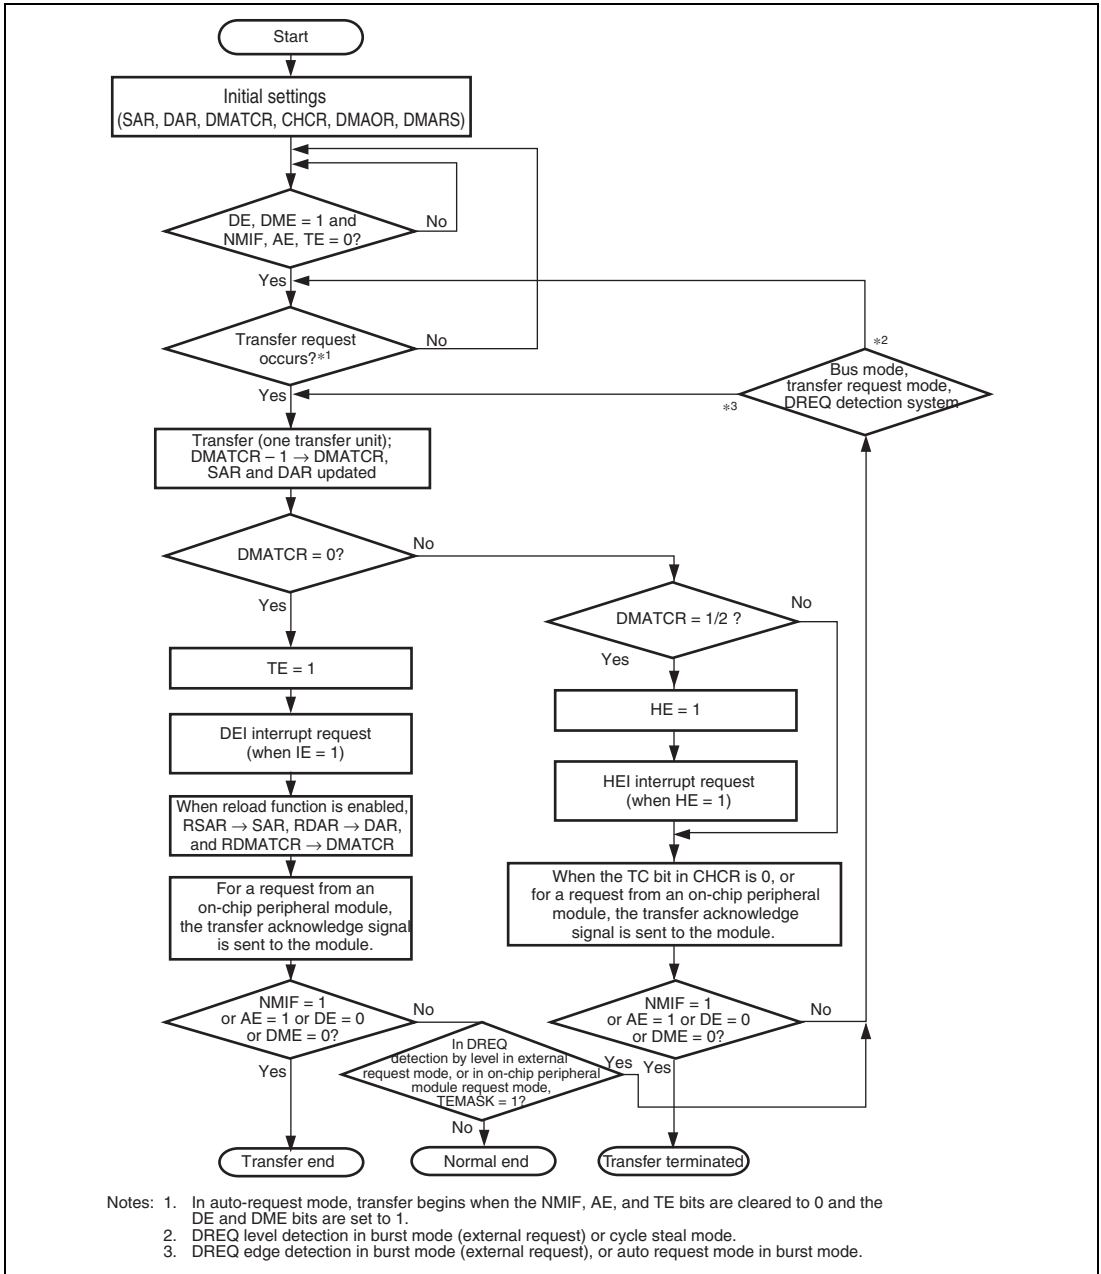 Start
Initial settings
(SAR, DAR, DMATCR, CHCR, DMAOR, DMARS)
DE, DME = 1 and
NMIF, AE, TE = 0?
No
Yes
Transfer request
occurs?*1
No
Yes
*2
Bus mode,
transfer request mode,
DREQ detection system
*3
Transfer (one transfer unit);
DMATCR – 1 → DMATCR,
SAR and DAR updated
DMATCR = 0?
No
Yes
DMATCR = 1/2 ?
No
Yes
TE = 1
HE = 1
DEI interrupt request
(when IE = 1)
HEI interrupt request
(when HE = 1)
When reload function is enabled,
RSAR → SAR, RDAR → DAR,
and RDMATCR → DMATCR
When the TC bit in CHCR is 0, or
for a request from an on-chip peripheral
module, the transfer acknowledge
signal is sent to the module.
For a request from an
on-chip peripheral module,
the transfer acknowledge signal
is sent to the module.
NMIF = 1
or AE = 1 or DE = 0
or DME = 0?
No
Yes
NMIF = 1
or AE = 1 or DE = 0
or DME = 0?
No
Yes
In DREQ
detection by level in external
request mode, or in on-chip peripheral
module request mode,
TEMASK = 1?
Yes
No
Transfer end
Normal end
Transfer terminated
Notes: 1. In auto-request mode, transfer begins when the NMIF, AE, and TE bits are cleared to 0 and the
DE and DME bits are set to 1.
2. DREQ level detection in burst mode (external request) or cycle steal mode.
3. DREQ edge detection in burst mode (external request), or auto request mode in burst mode.